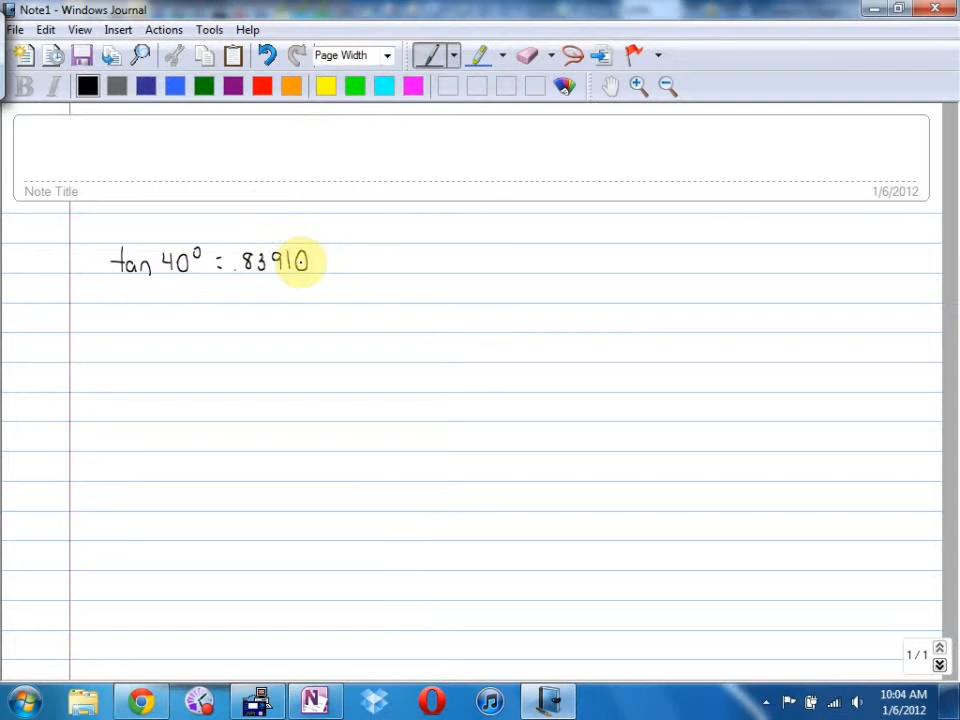 Note1 - Windows Journal
File Edit View Insert Actions Tools Help
Page Width
B I
Note Title
1/6/2012
tan 40° = .83910
1 / 1
10:04 AM
1/6/2012